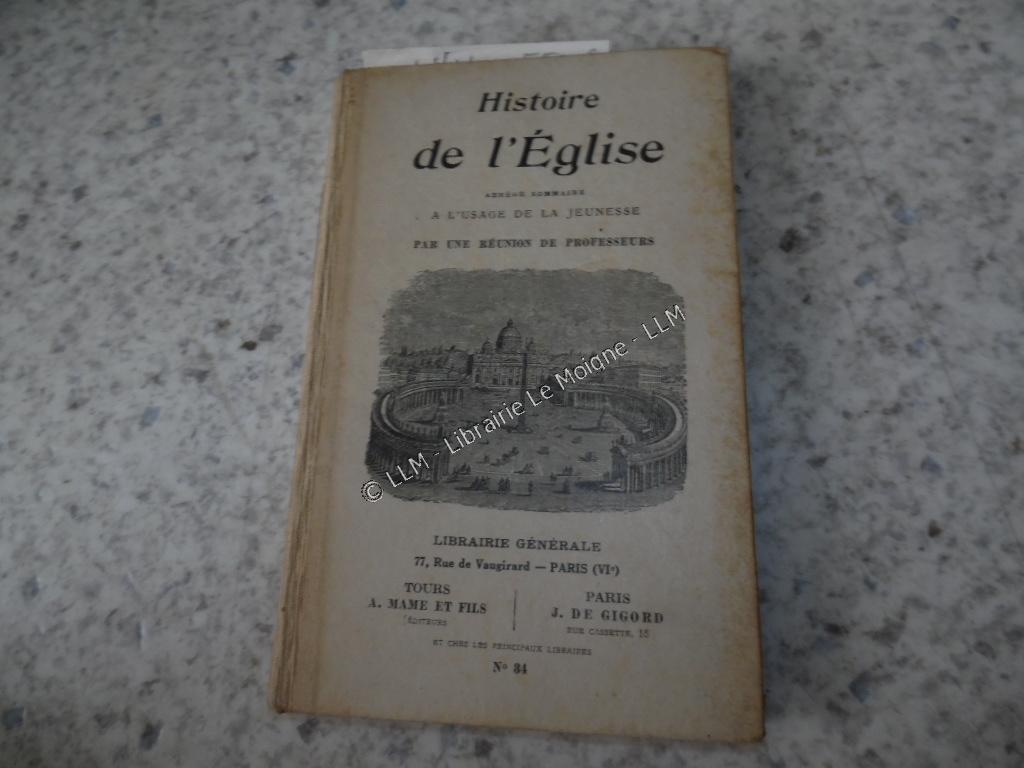 Histoire
de l'Église
ABRÉGÉ SOMMAIRE
A L'USAGE DE LA JEUNESSE
PAR UNE RÉUNION DE PROFESSEURS
© LLM - Librairie Le Moigne - LLM
LIBRAIRIE GÉNÉRALE
77, Rue de Vaugirard — PARIS (VIe)
TOURS
A. MAME ET FILS
ÉDITEURS
PARIS
J. DE GIGORD
RUE CASSETTE, 15
ET CHEZ LES PRINCIPAUX LIBRAIRES
No 34